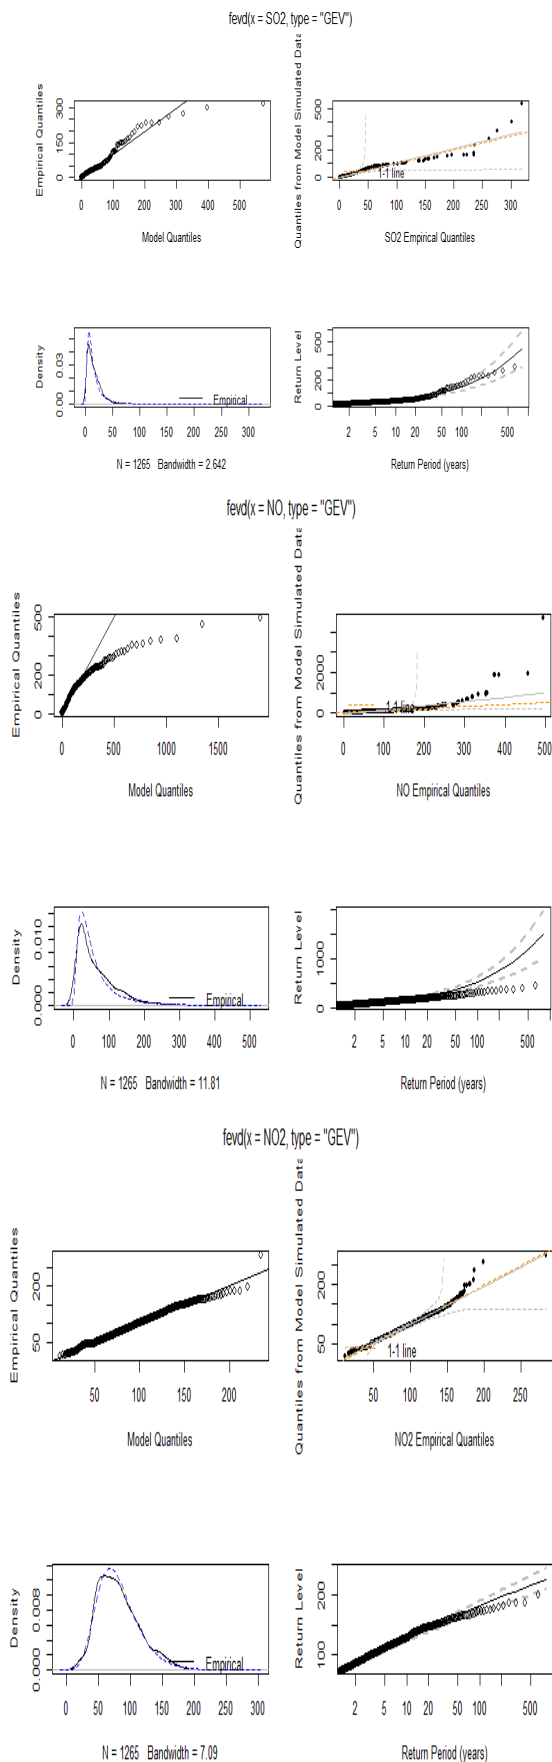 fevd(x = SO2, type = "GEV")
Empirical Quantiles
0 150 300
0 100 200 300 400 500
Model Quantiles
Quantiles from Model Simulated Data
0 200 500
1-1 line
0 50 100 150 200 250 300
SO2 Empirical Quantiles
Density
0.00 0.03
Empirical
0 50 100 150 200 250 300
N = 1265 Bandwidth = 2.642
Return Level
0 200 500
2 5 10 20 50 100 500
Return Period (years)
fevd(x = NO, type = "GEV")
Empirical Quantiles
0 200 500
0 500 1000 1500
Model Quantiles
Quantiles from Model Simulated Data
0 2000
1-1 line
0 100 200 300 400 500
NO Empirical Quantiles
Density
0.000 0.010
Empirical
0 100 200 300 400 500
N = 1265 Bandwidth = 11.81
Return Level
0 1000
2 5 10 20 50 100 500
Return Period (years)
fevd(x = NO2, type = "GEV")
Empirical Quantiles
50 200
50 100 150 200
Model Quantiles
Quantiles from Model Simulated Data
50 200
1-1 line
50 100 150 200 250
NO2 Empirical Quantiles
Density
0.000 0.008
Empirical
0 50 100 150 200 250 300
N = 1265 Bandwidth = 7.09
Return Level
100 200
2 5 10 20 50 100 500
Return Period (years)